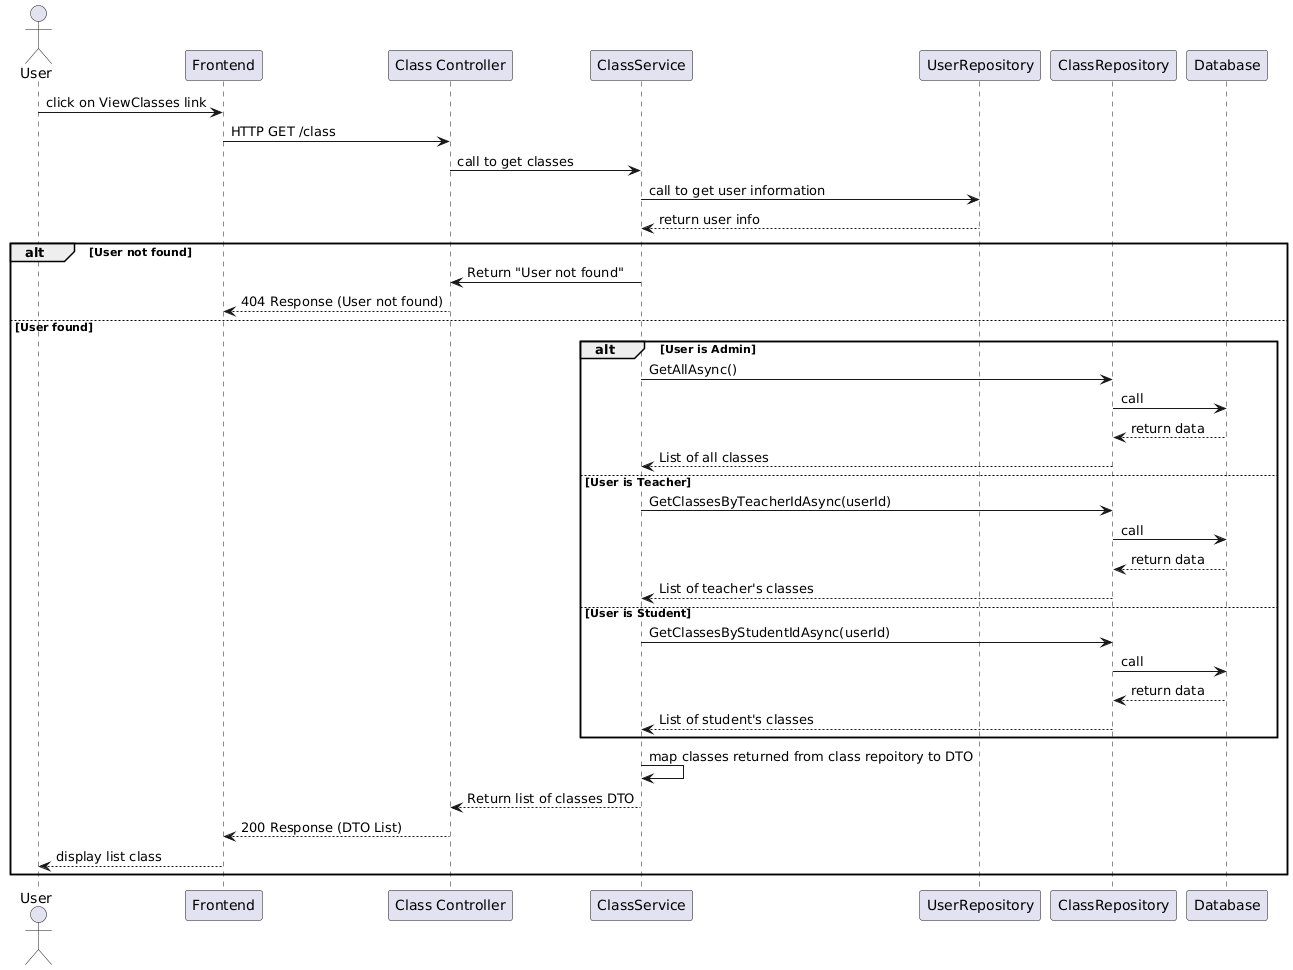 User
Frontend
Class Controller
ClassService
UserRepository
ClassRepository
Database
click on ViewClasses link
HTTP GET /class
call to get classes
call to get user information
return user info
alt
[User not found]
Return "User not found"
404 Response (User not found)
[User found]
alt
[User is Admin]
GetAllAsync()
call
return data
List of all classes
[User is Teacher]
GetClassesByTeacherIdAsync(userId)
call
return data
List of teacher's classes
[User is Student]
GetClassesByStudentIdAsync(userId)
call
return data
List of student's classes
map classes returned from class repoitory to DTO
Return list of classes DTO
200 Response (DTO List)
display list class
User
Frontend
Class Controller
ClassService
UserRepository
ClassRepository
Database